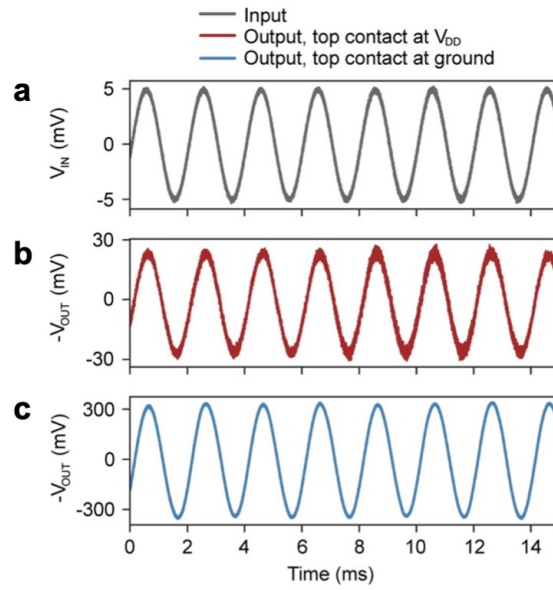 Input
Output, top contact at VDD
Output, top contact at ground
a
5
0
-5
VIN (mV)
b
30
0
-30
-VOUT (mV)
c
300
0
-300
-VOUT (mV)
0 2 4 6 8 10 12 14
Time (ms)